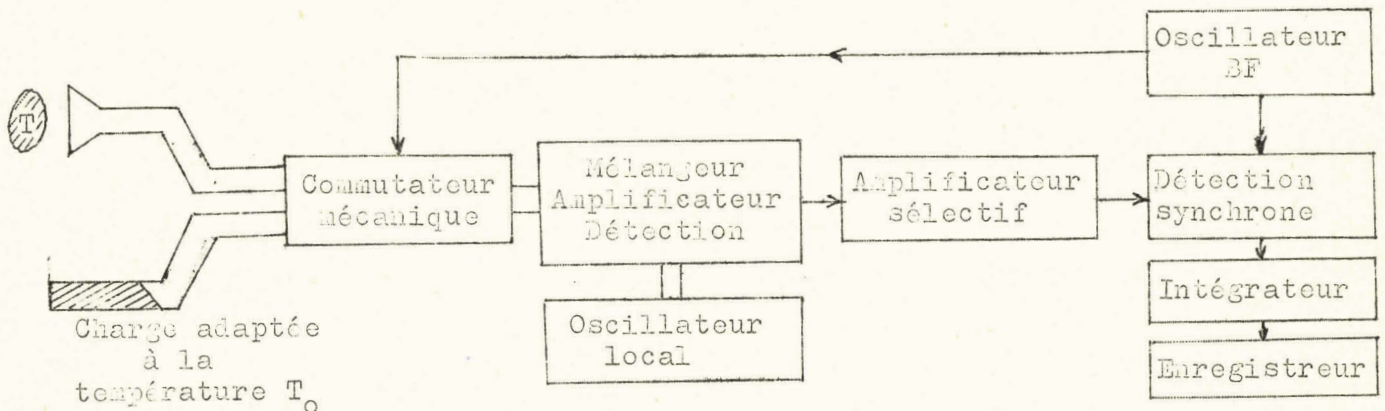 Oscillateur
BF
T
Commutateur
mécanique
Mélangeur
Amplificateur
Détection
Amplificateur
sélectif
Détection
synchrone
Intégrateur
Enregistreur
Oscillateur
local
Charge adaptée
à la
température T₀